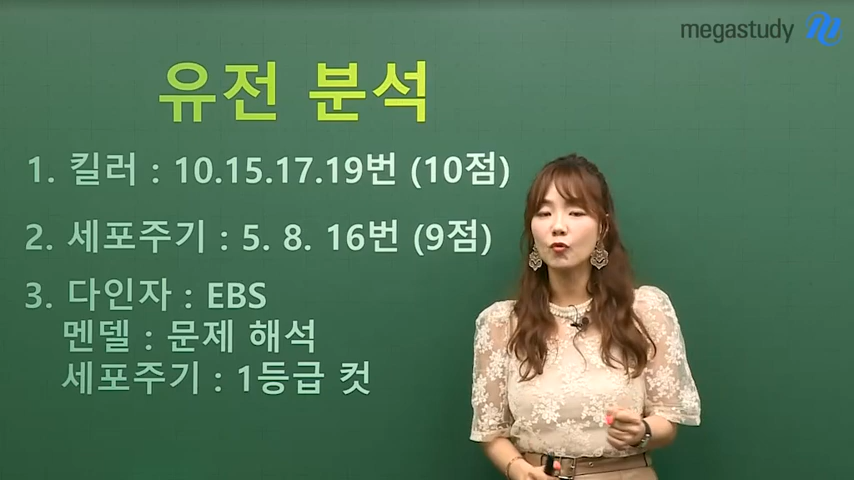 megastudy
유전 분석
1. 킬러 : 10.15.17.19번 (10점)
2. 세포주기 : 5. 8. 16번 (9점)
3. 다인자 : EBS
멘델 : 문제 해석
세포주기 : 1등급 컷